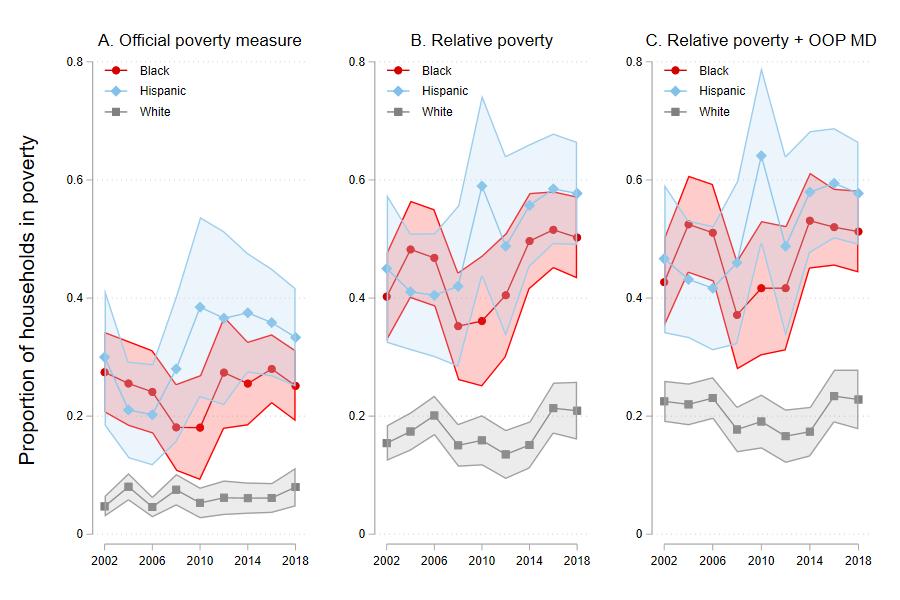 A. Official poverty measure
B. Relative poverty
C. Relative poverty + OOP MD
Proportion of households in poverty
0.8
0.6
0.4
0.2
0
Black
Hispanic
White
2002 2006 2010 2014 2018
0.8
0.6
0.4
0.2
0
Black
Hispanic
White
2002 2006 2010 2014 2018
0.8
0.6
0.4
0.2
0
Black
Hispanic
White
2002 2006 2010 2014 2018